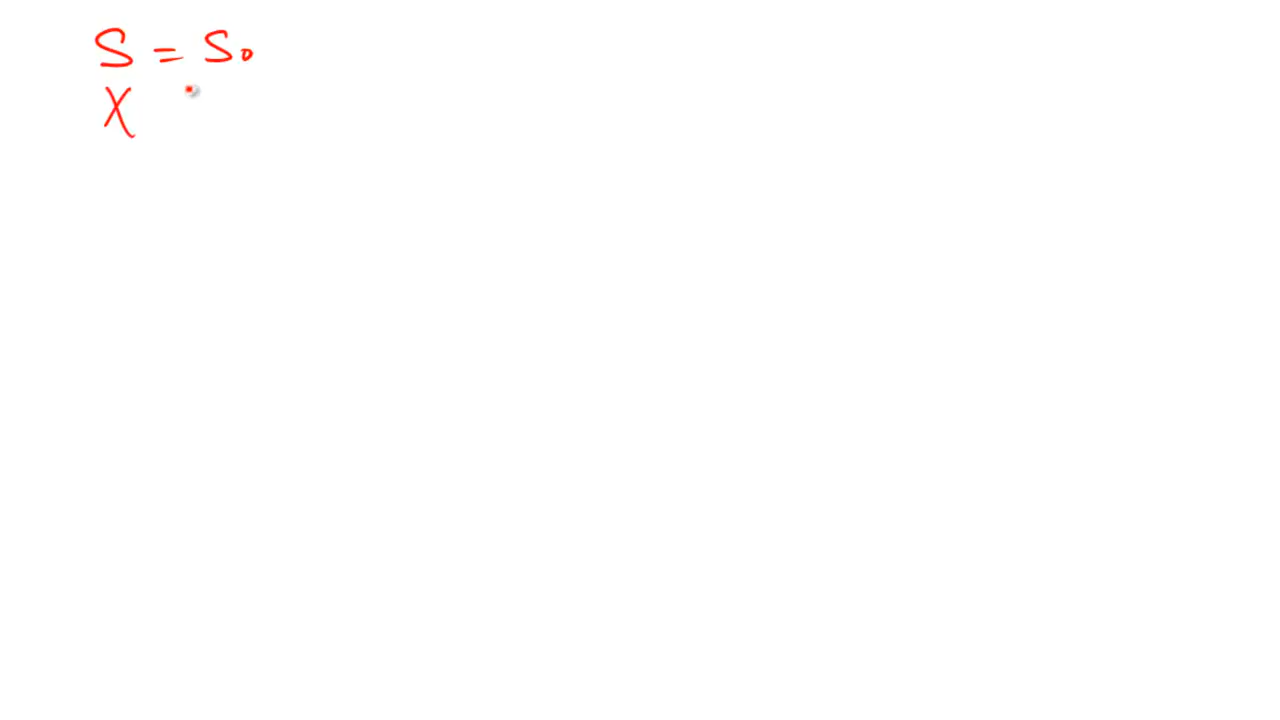 S = S₀
X